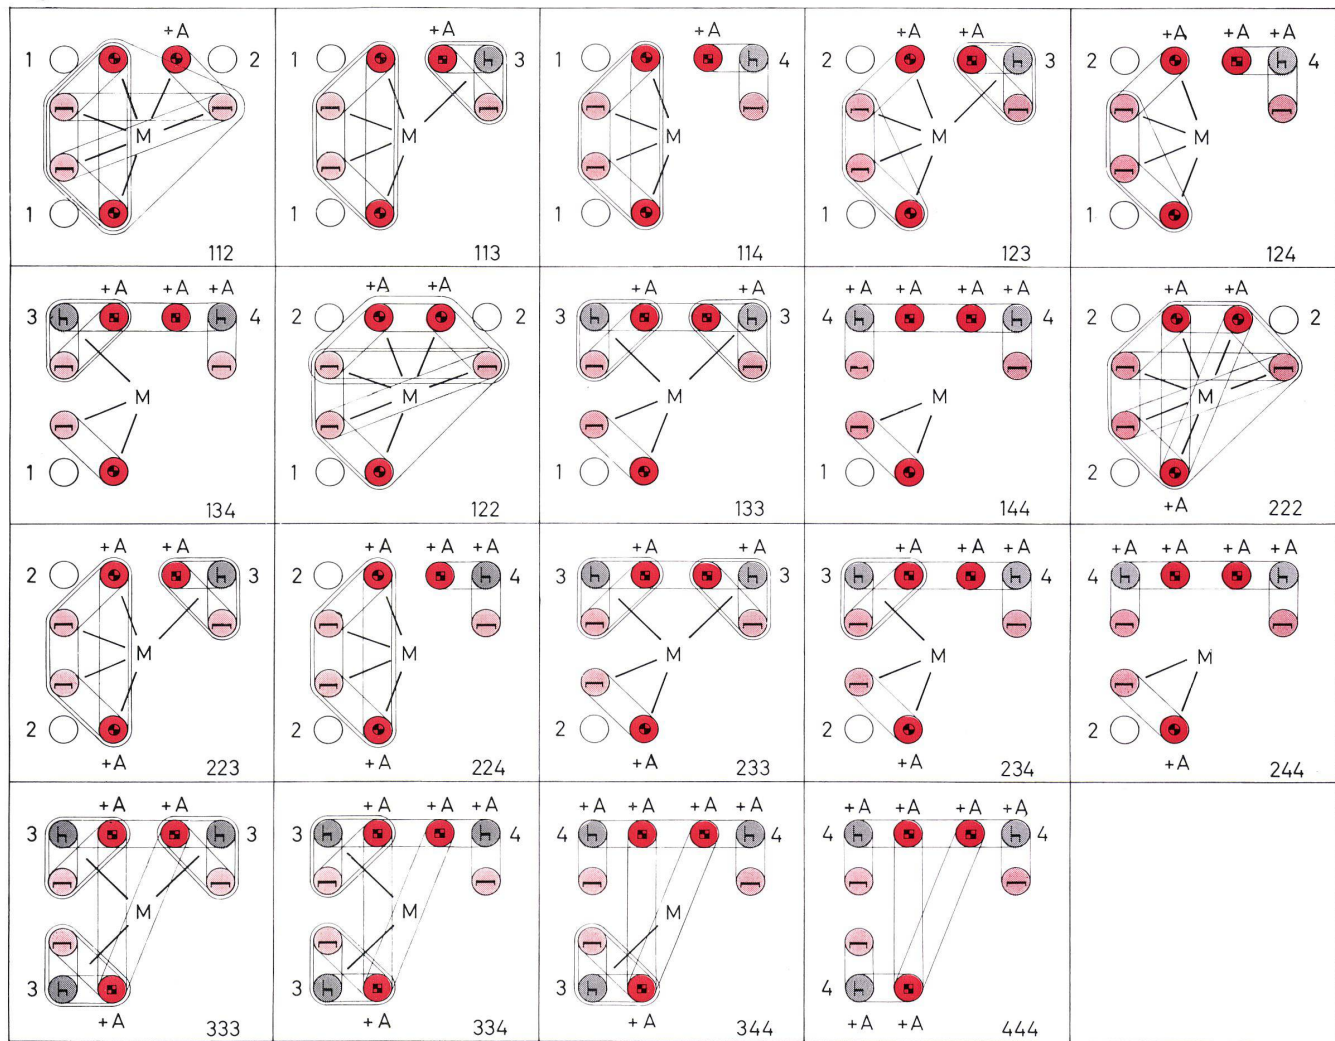 +A
1 2
M
1
112
+A
1 3
M
1
113
+A
1 4
M
1
114
+A +A
2 3
M
1
123
+A +A +A
2 4
M
1
124
+A +A +A
3 4
M
1
134
+A +A
2 2
M
1
122
+A +A
3 3
M
1
133
+A +A +A +A
4 4
M
1
144
+A +A
2 2
M
2
+A
222
+A +A
2 3
M
2
+A
223
+A +A +A
2 4
M
2
+A
224
+A +A
3 3
M
2
+A
233
+A +A +A
3 4
M
2
+A
234
+A +A +A +A
4 4
M
2
+A
244
+A +A
3 3
M
3
+A
333
+A +A +A
3 4
M
3
+A
334
+A +A +A +A
4 4
M
3
+A
344
+A +A +A +A
4 4
4
+A +A
444